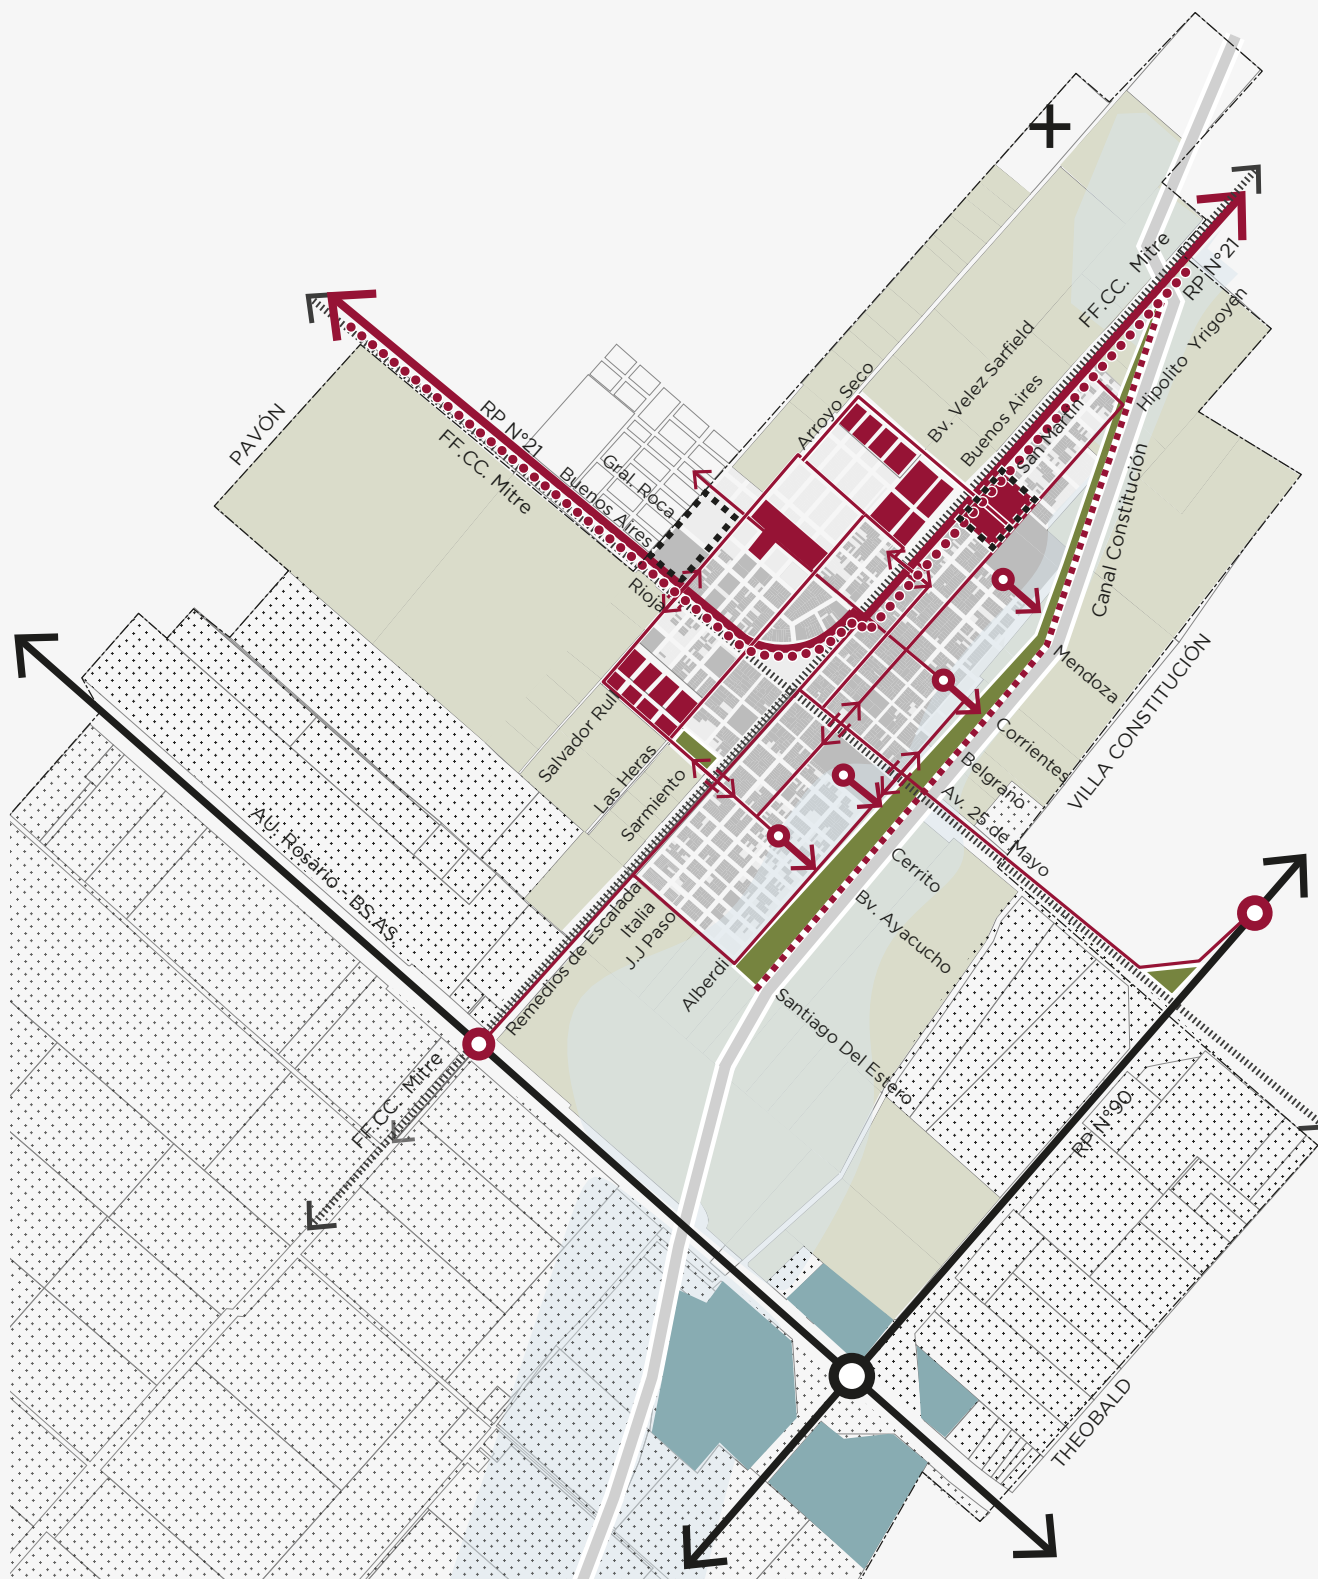 RP N°21
FF.CC. Mitre
Hipolito Yrigoyen
Bv. Velez Sarfield
Arroyo Seco
Buenos Aires
San Martin
PAVÓN
RP N°21
FF.CC. Mitre
Gral. Roca
Buenos Aires
Rioja
Canal Constitución
Mendoza
VILLA CONSTITUCIÓN
Salvador Rul
Las Heras
Sarmiento
Corrientes
Belgrano
Av. 25 de Mayo
AU. Rosario - BS.AS.
Cerrito
Bv. Ayacucho
Remedios de Escalada
Italia
J.J Paso
Alberdi
Santiago Del Estero
FF.CC. Mitre
RP N°90
THEOBALD